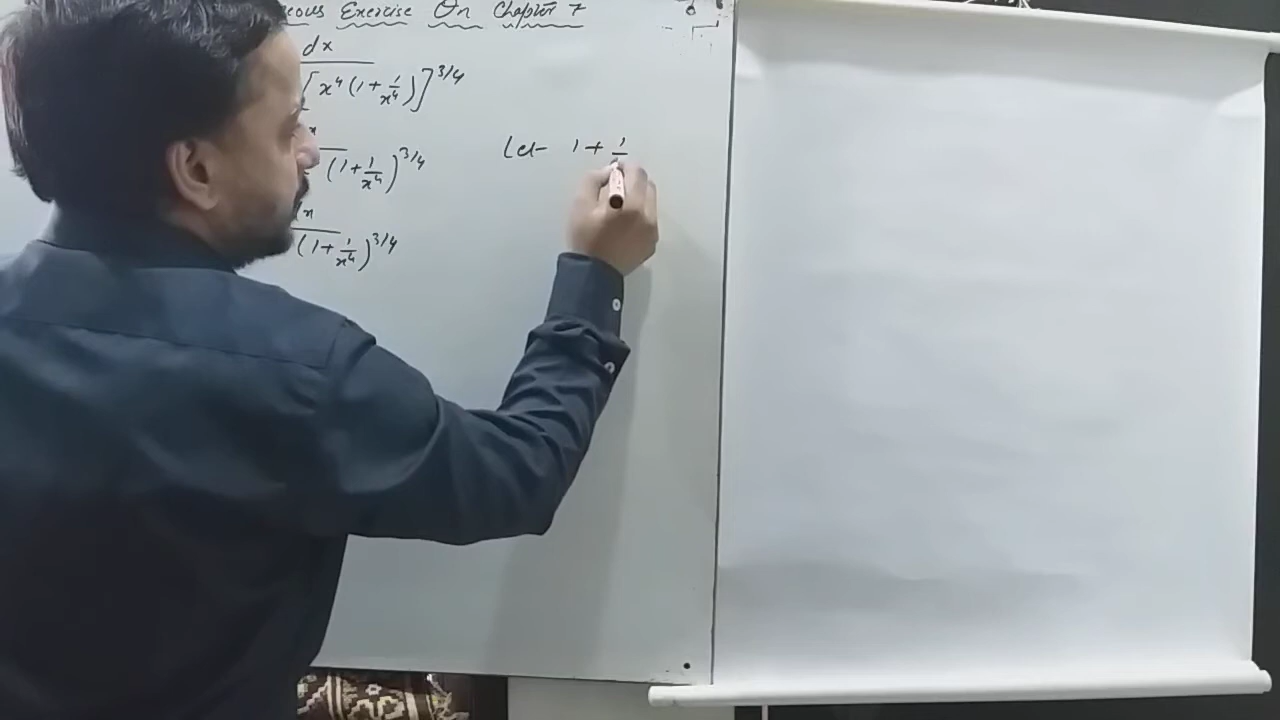 eous Exercise On Chapter 7
dx
[x⁴(1+1/x⁴)]^3/4
Let 1+1/
x
(1+1/x⁴)^3/4
dx
(1+1/x⁴)^3/4